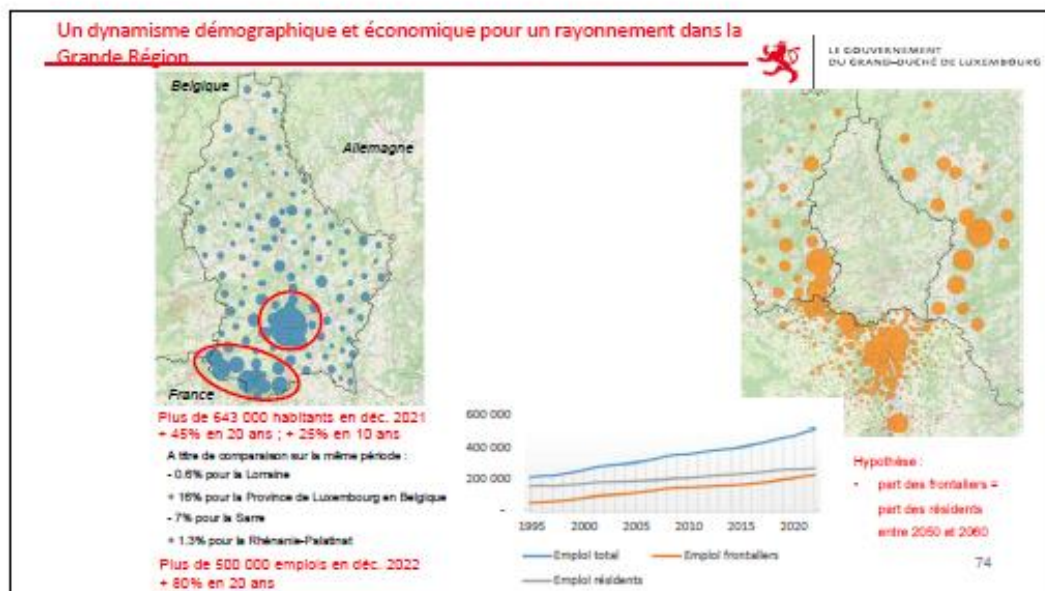 Un dynamisme démographique et économique pour un rayonnement dans la
Grande Région
LE GOUVERNEMENT
DU GRAND-DUCHÉ DE LUXEMBOURG
Belgique
Allemagne
France
Plus de 643 000 habitants en déc. 2021
+ 45% en 20 ans ; + 25% en 10 ans
A titre de comparaison sur la même période :
- 0.6% pour la Lorraine
+ 16% pour la Province de Luxembourg en Belgique
- 7% pour la Sarre
+ 1.3% pour la Rhénanie-Palatinat
Plus de 500 000 emplois en déc. 2022
+ 80% en 20 ans
600 000
400 000
200 000
-
1995 2000 2005 2010 2015 2020
Emploi total
Emploi frontaliers
Emploi résidents
Hypothèse :
- part des frontaliers =
part des résidents
entre 2050 et 2060
74